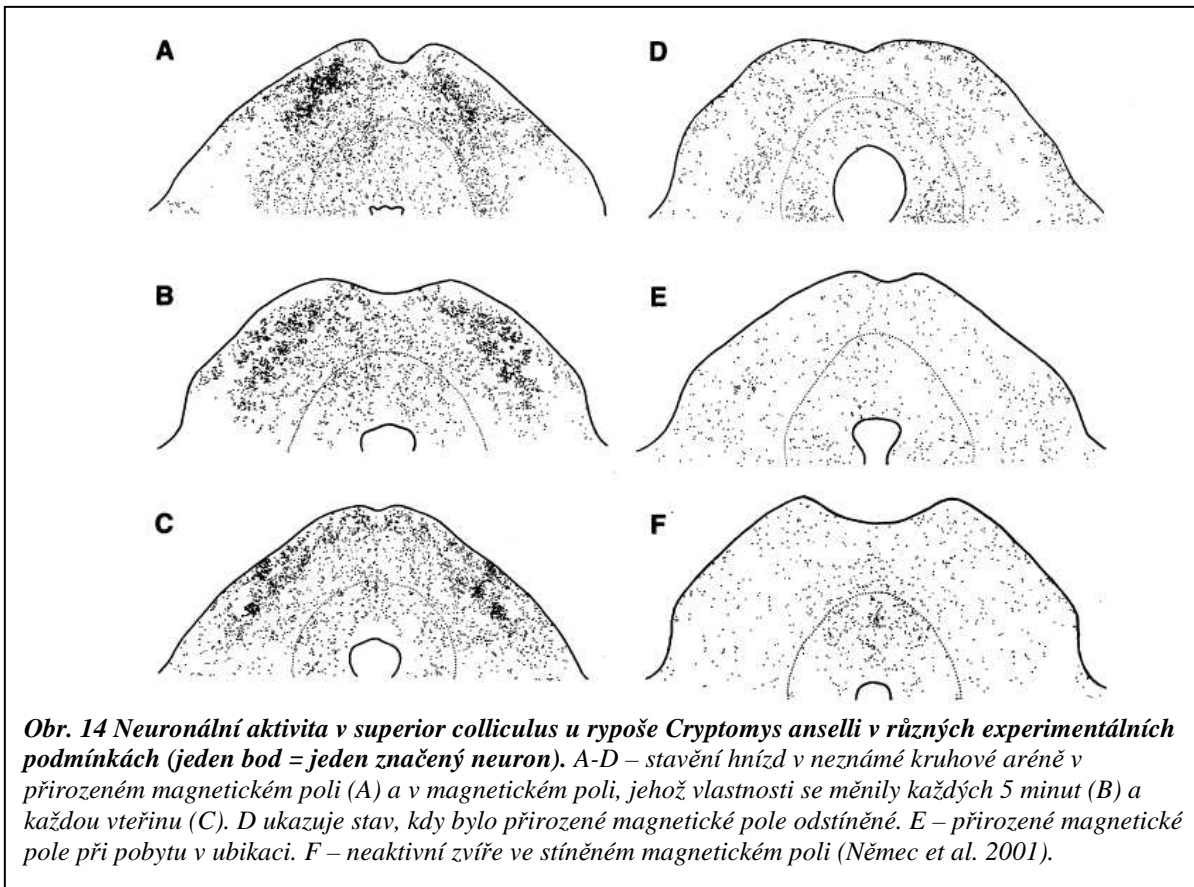 A
D
B
E
C
F
Obr. 14 Neuronální aktivita v superior colliculus u rypoše Cryptomys anselli v různých experimentálních
podmínkách (jeden bod = jeden značený neuron). A-D – stavění hnízd v neznámé kruhové aréně v
přirozeném magnetickém poli (A) a v magnetickém poli, jehož vlastnosti se měnily každých 5 minut (B) a
každou vteřinu (C). D ukazuje stav, kdy bylo přirozené magnetické pole odstíněné. E – přirozené magnetické
pole při pobytu v ubikaci. F – neaktivní zvíře ve stíněném magnetickém poli (Němec et al. 2001).